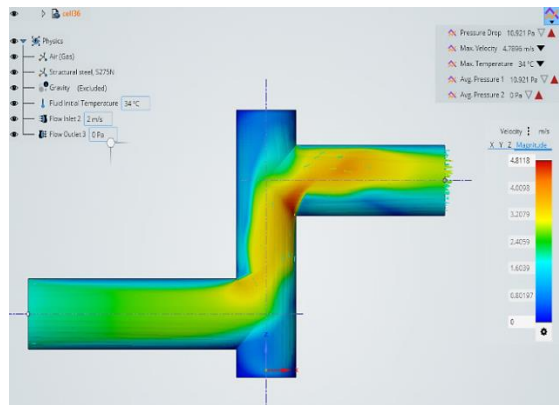 cell36
Physics
Air (Gas)
Structural steel, S275N
Gravity (Excluded)
Fluid Initial Temperature 34 °C
Flow Inlet 2 2 m/s
Flow Outlet 3 0 Pa
Pressure Drop 10,921 Pa
Max. Velocity 4,7896 m/s
Max. Temperature 34 °C
Avg. Pressure 1 10,921 Pa
Avg. Pressure 2 0 Pa
Velocity m/s
X Y Z Magnitude
4.8118
4.0098
3.2079
2.4059
1.6039
0.80197
0